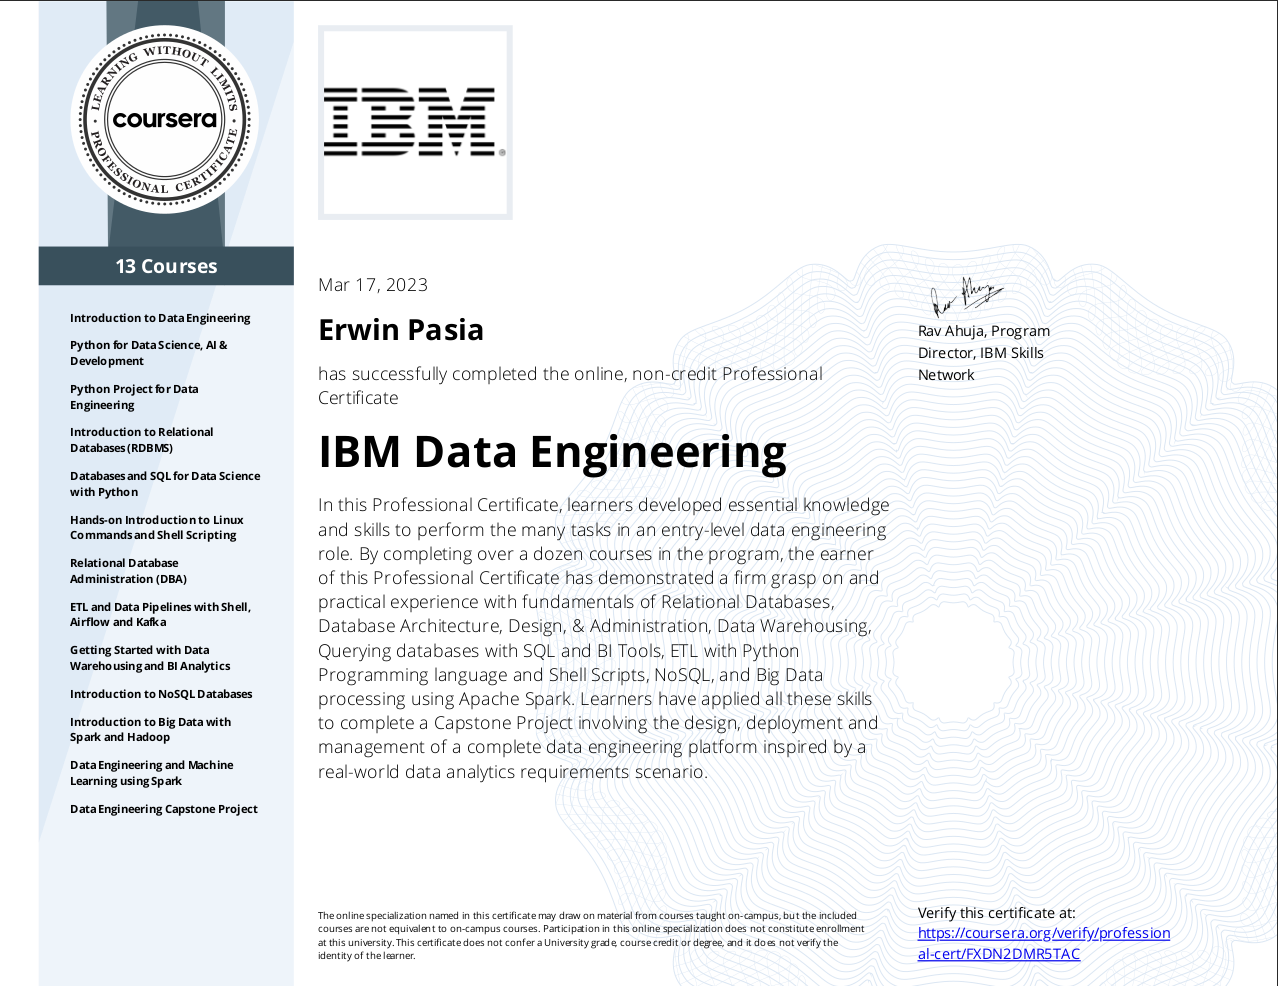 LEARNING WITHOUT LIMITS
coursera
PROFESSIONAL CERTIFICATE
13 Courses
Introduction to Data Engineering
Python for Data Science, AI &
Development
Python Project for Data
Engineering
Introduction to Relational
Databases (RDBMS)
Databases and SQL for Data Science
with Python
Hands-on Introduction to Linux
Commands and Shell Scripting
Relational Database
Administration (DBA)
ETL and Data Pipelines with Shell,
Airflow and Kafka
Getting Started with Data
Warehousing and BI Analytics
Introduction to NoSQL Databases
Introduction to Big Data with
Spark and Hadoop
Data Engineering and Machine
Learning using Spark
Data Engineering Capstone Project
IBM®
Mar 17, 2023
Erwin Pasia
has successfully completed the online, non-credit Professional
Certificate
IBM Data Engineering
In this Professional Certificate, learners developed essential knowledge
and skills to perform the many tasks in an entry-level data engineering
role. By completing over a dozen courses in the program, the earner
of this Professional Certificate has demonstrated a firm grasp on and
practical experience with fundamentals of Relational Databases,
Database Architecture, Design, & Administration, Data Warehousing,
Querying databases with SQL and BI Tools, ETL with Python
Programming language and Shell Scripts, NoSQL, and Big Data
processing using Apache Spark. Learners have applied all these skills
to complete a Capstone Project involving the design, deployment and
management of a complete data engineering platform inspired by a
real-world data analytics requirements scenario.
The online specialization named in this certificate may draw on material from courses taught on-campus, but the included
courses are not equivalent to on-campus courses. Participation in this online specialization does not constitute enrollment
at this university. This certificate does not confer a University grade, course credit or degree, and it does not verify the
identity of the learner.
Rav Ahuja
Rav Ahuja, Program
Director, IBM Skills
Network
Verify this certificate at:
https://coursera.org/verify/profession
al-cert/FXDN2DMR5TAC